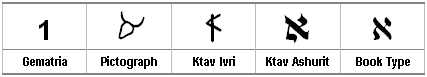 1 𐤀 א א
Gematria Pictograph Ktav Ivri Ktav Ashurit Book Type